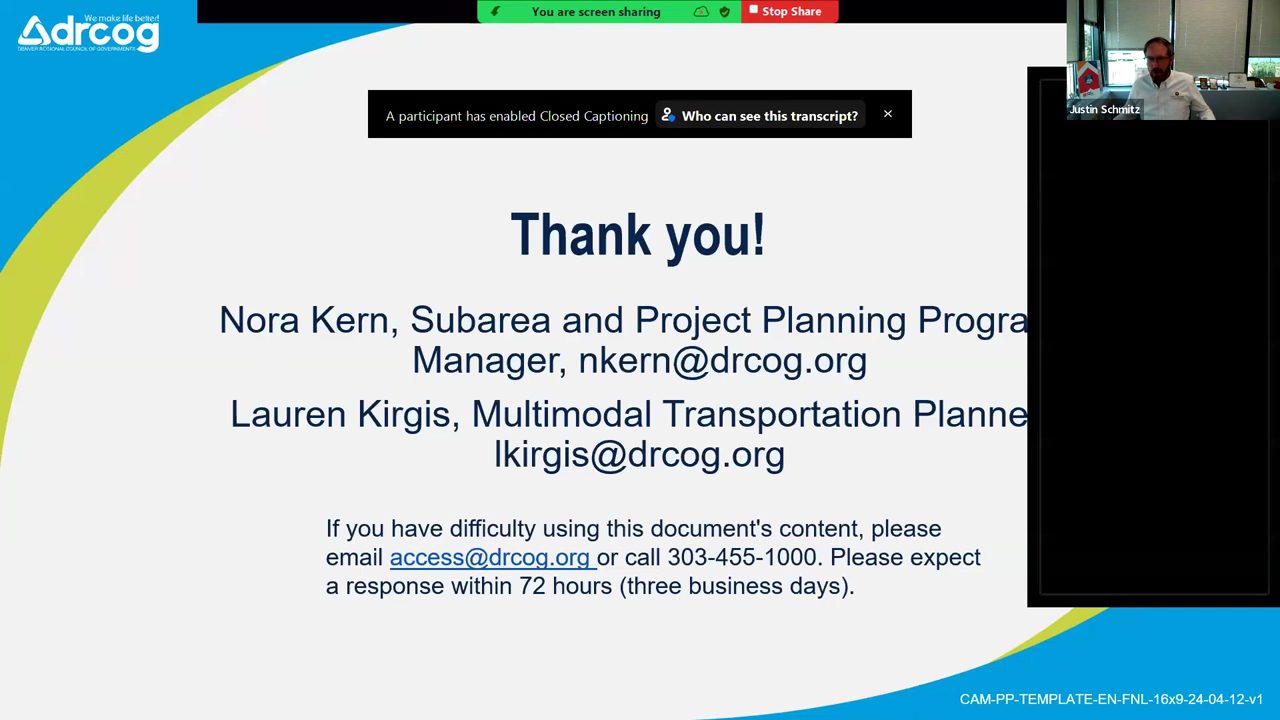 We make life better!
drcog
DENVER REGIONAL COUNCIL OF GOVERNMENTS
You are screen sharing
Stop Share
A participant has enabled Closed Captioning
Who can see this transcript?
Justin Schmitz
Thank you!
Nora Kern, Subarea and Project Planning Progra
Manager, nkern@drcog.org
Lauren Kirgis, Multimodal Transportation Planne
lkirgis@drcog.org
If you have difficulty using this document's content, please
email access@drcog.org or call 303-455-1000. Please expect
a response within 72 hours (three business days).
CAM-PP-TEMPLATE-EN-FNL-16x9-24-04-12-v1